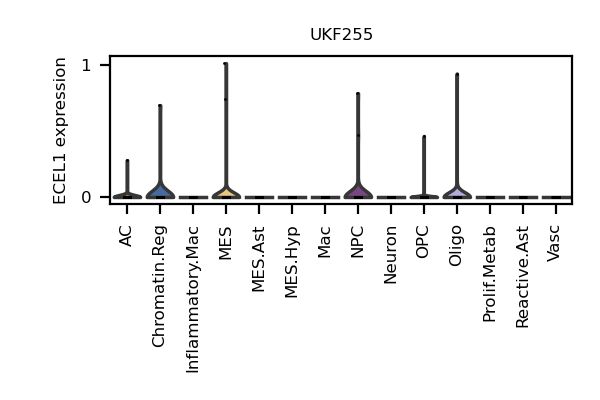 UKF255
ECEL1 expression
1
0
AC
Chromatin.Reg
Inflammatory.Mac
MES
MES.Ast
MES.Hyp
Mac
NPC
Neuron
OPC
Oligo
Prolif.Metab
Reactive.Ast
Vasc